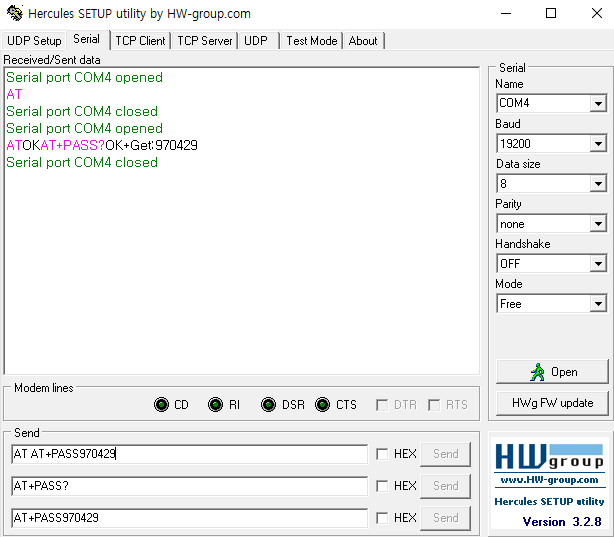 Hercules SETUP utility by HW-group.com
UDP Setup Serial TCP Client TCP Server UDP Test Mode About
Received/Sent data
Serial port COM4 opened
AT
Serial port COM4 closed
Serial port COM4 opened
ATOKAT+PASS?OK+Get:970429
Serial port COM4 closed
Serial
Name
COM4
Baud
19200
Data size
8
Parity
none
Handshake
OFF
Mode
Free
Open
HWg FW update
Modem lines
CD RI DSR CTS DTR RTS
Send
AT AT+PASS970429 HEX Send
AT+PASS? HEX Send
AT+PASS970429 HEX Send
HWgroup
www.HW-group.com
Hercules SETUP utility
Version 3.2.8